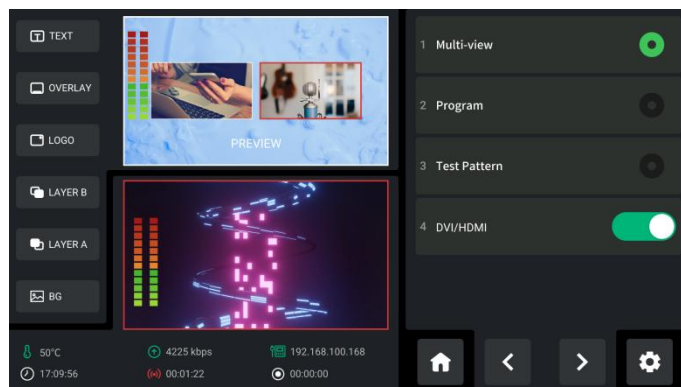 TEXT
OVERLAY
LOGO
LAYER B
LAYER A
BG
PREVIEW
50°C
4225 kbps
192.168.100.168
17:09:56
00:01:22
00:00:00
1 Multi-view
2 Program
3 Test Pattern
4 DVI/HDMI